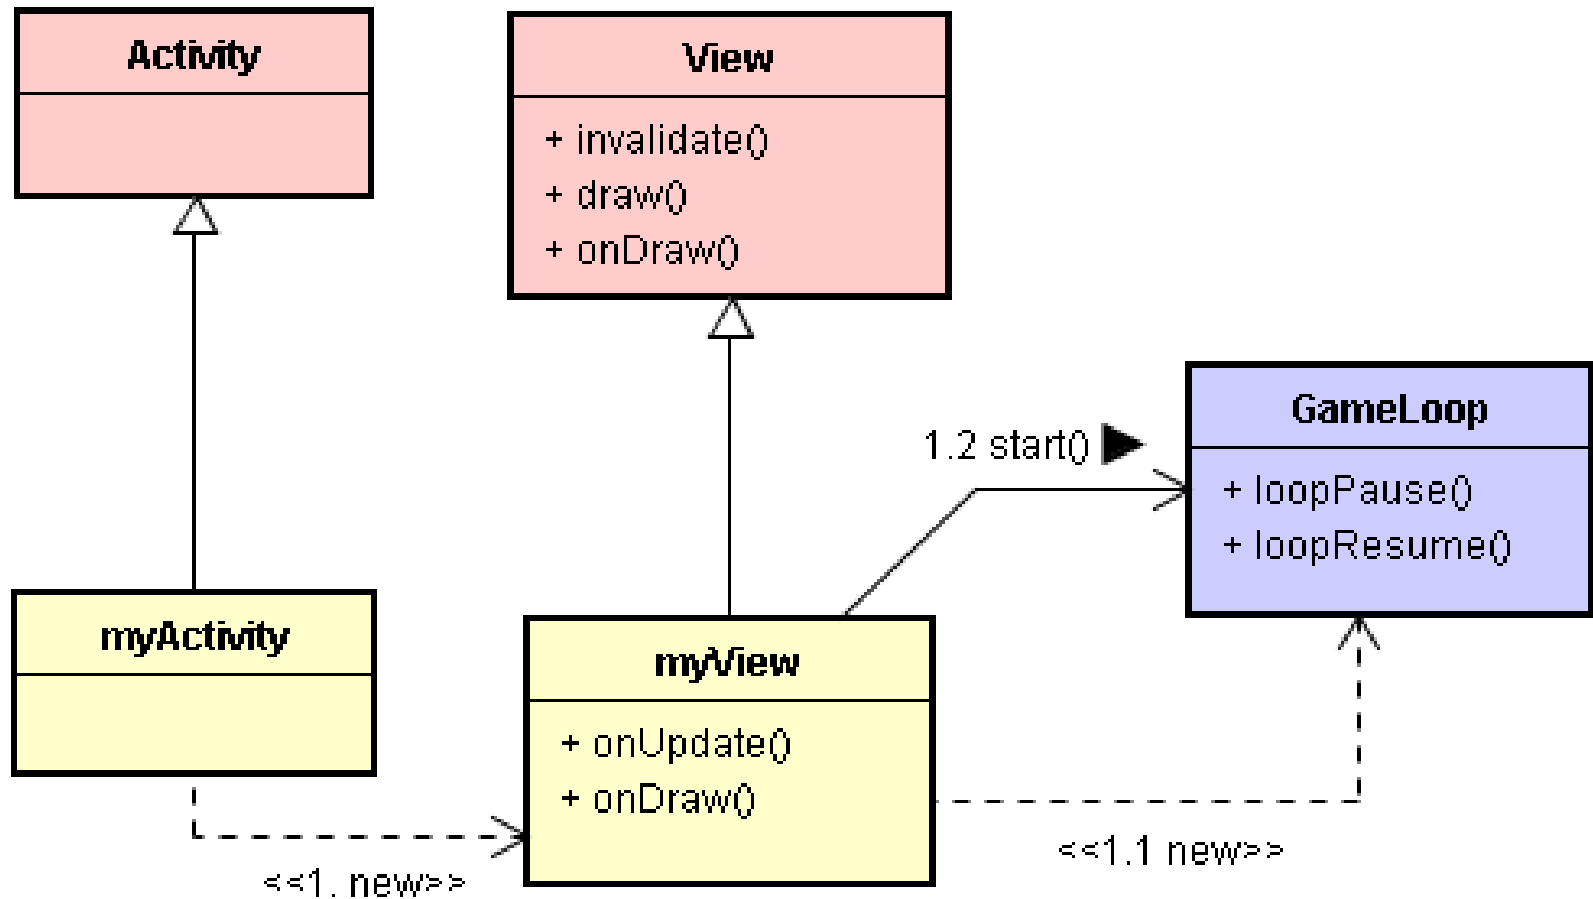 Activity
View
+ invalidate()
+ draw()
+ onDraw()
GameLoop
+ loopPause()
+ loopResume()
1.2 start()
myActivity
myView
+ onUpdate()
+ onDraw()
<<1. new>>
<<1.1 new>>